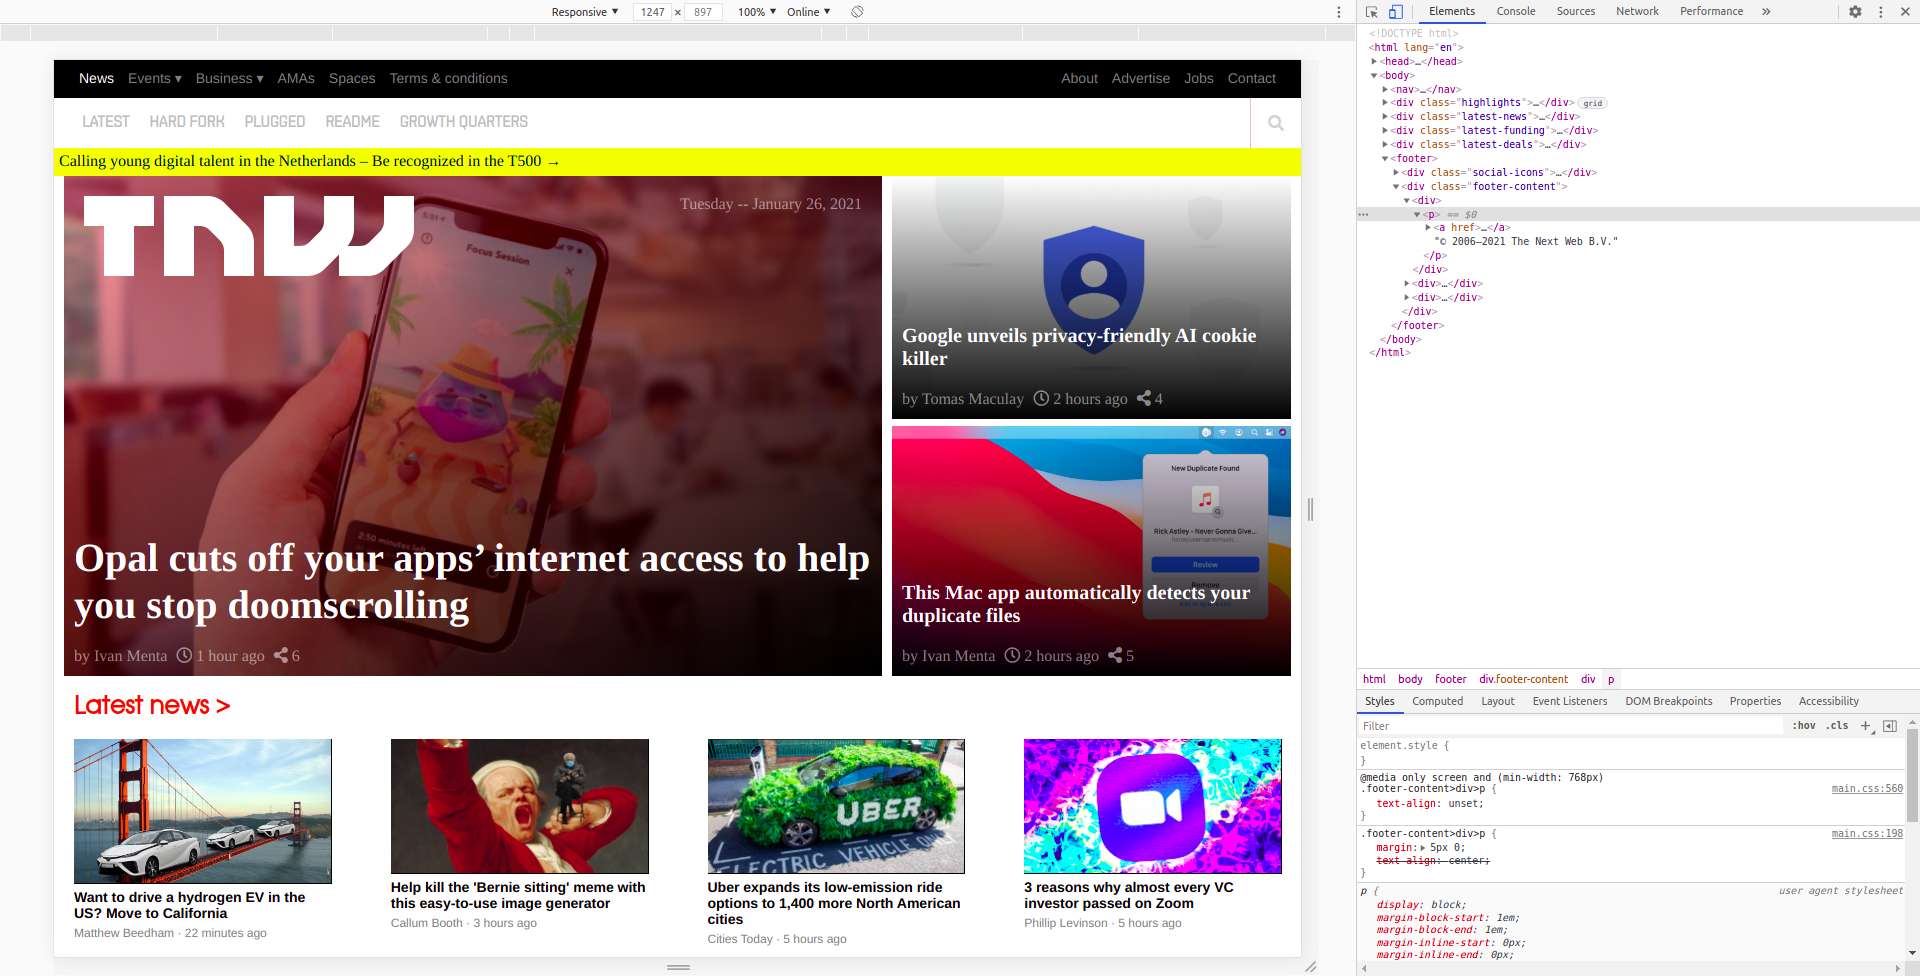 Responsive ▼ 1247 × 897 100% ▼ Online ▼
News Events ▾ Business ▾ AMAs Spaces Terms & conditions About Advertise Jobs Contact
LATEST HARD FORK PLUGGED README GROWTH QUARTERS
Calling young digital talent in the Netherlands – Be recognized in the T500 →
TNW
Tuesday -- January 26, 2021
Focus Session
Opal cuts off your apps’ internet access to help
you stop doomscrolling
by Ivan Menta 1 hour ago 6
Google unveils privacy-friendly AI cookie
killer
by Tomas Maculay 2 hours ago 4
New Duplicate Found
Rick Astley - Never Gonna Give...
Review
Remove
This Mac app automatically detects your
duplicate files
by Ivan Menta 2 hours ago 5
Latest news >
UBER
ELECTRIC VEHICLE
Want to drive a hydrogen EV in the
US? Move to California
Matthew Beedham · 22 minutes ago
Help kill the 'Bernie sitting' meme with
this easy-to-use image generator
Callum Booth · 3 hours ago
Uber expands its low-emission ride
options to 1,400 more North American
cities
Cities Today · 5 hours ago
3 reasons why almost every VC
investor passed on Zoom
Phillip Levinson · 5 hours ago
Elements Console Sources Network Performance »
<!DOCTYPE html>
<html lang="en">
▶<head>…</head>
▼<body>
▶<nav>…</nav>
▶<div class="highlights">…</div> grid
▶<div class="latest-news">…</div>
▶<div class="latest-funding">…</div>
▶<div class="latest-deals">…</div>
▼<footer>
▶<div class="social-icons">…</div>
▼<div class="footer-content">
▼<div>
▼<p> == $0
▶<a href>…</a>
"© 2006—2021 The Next Web B.V."
</p>
</div>
▶<div>…</div>
▶<div>…</div>
</div>
</footer>
</body>
</html>
html body footer div.footer-content div p
Styles Computed Layout Event Listeners DOM Breakpoints Properties Accessibility
Filter :hov .cls +
element.style {
}
@media only screen and (min-width: 768px)
.footer-content>div>p { main.css:560
text-align: unset;
}
.footer-content>div>p { main.css:198
margin:▶ 5px 0;
text-align: center;
}
p { user agent stylesheet
display: block;
margin-block-start: 1em;
margin-block-end: 1em;
margin-inline-start: 0px;
margin-inline-end: 0px;